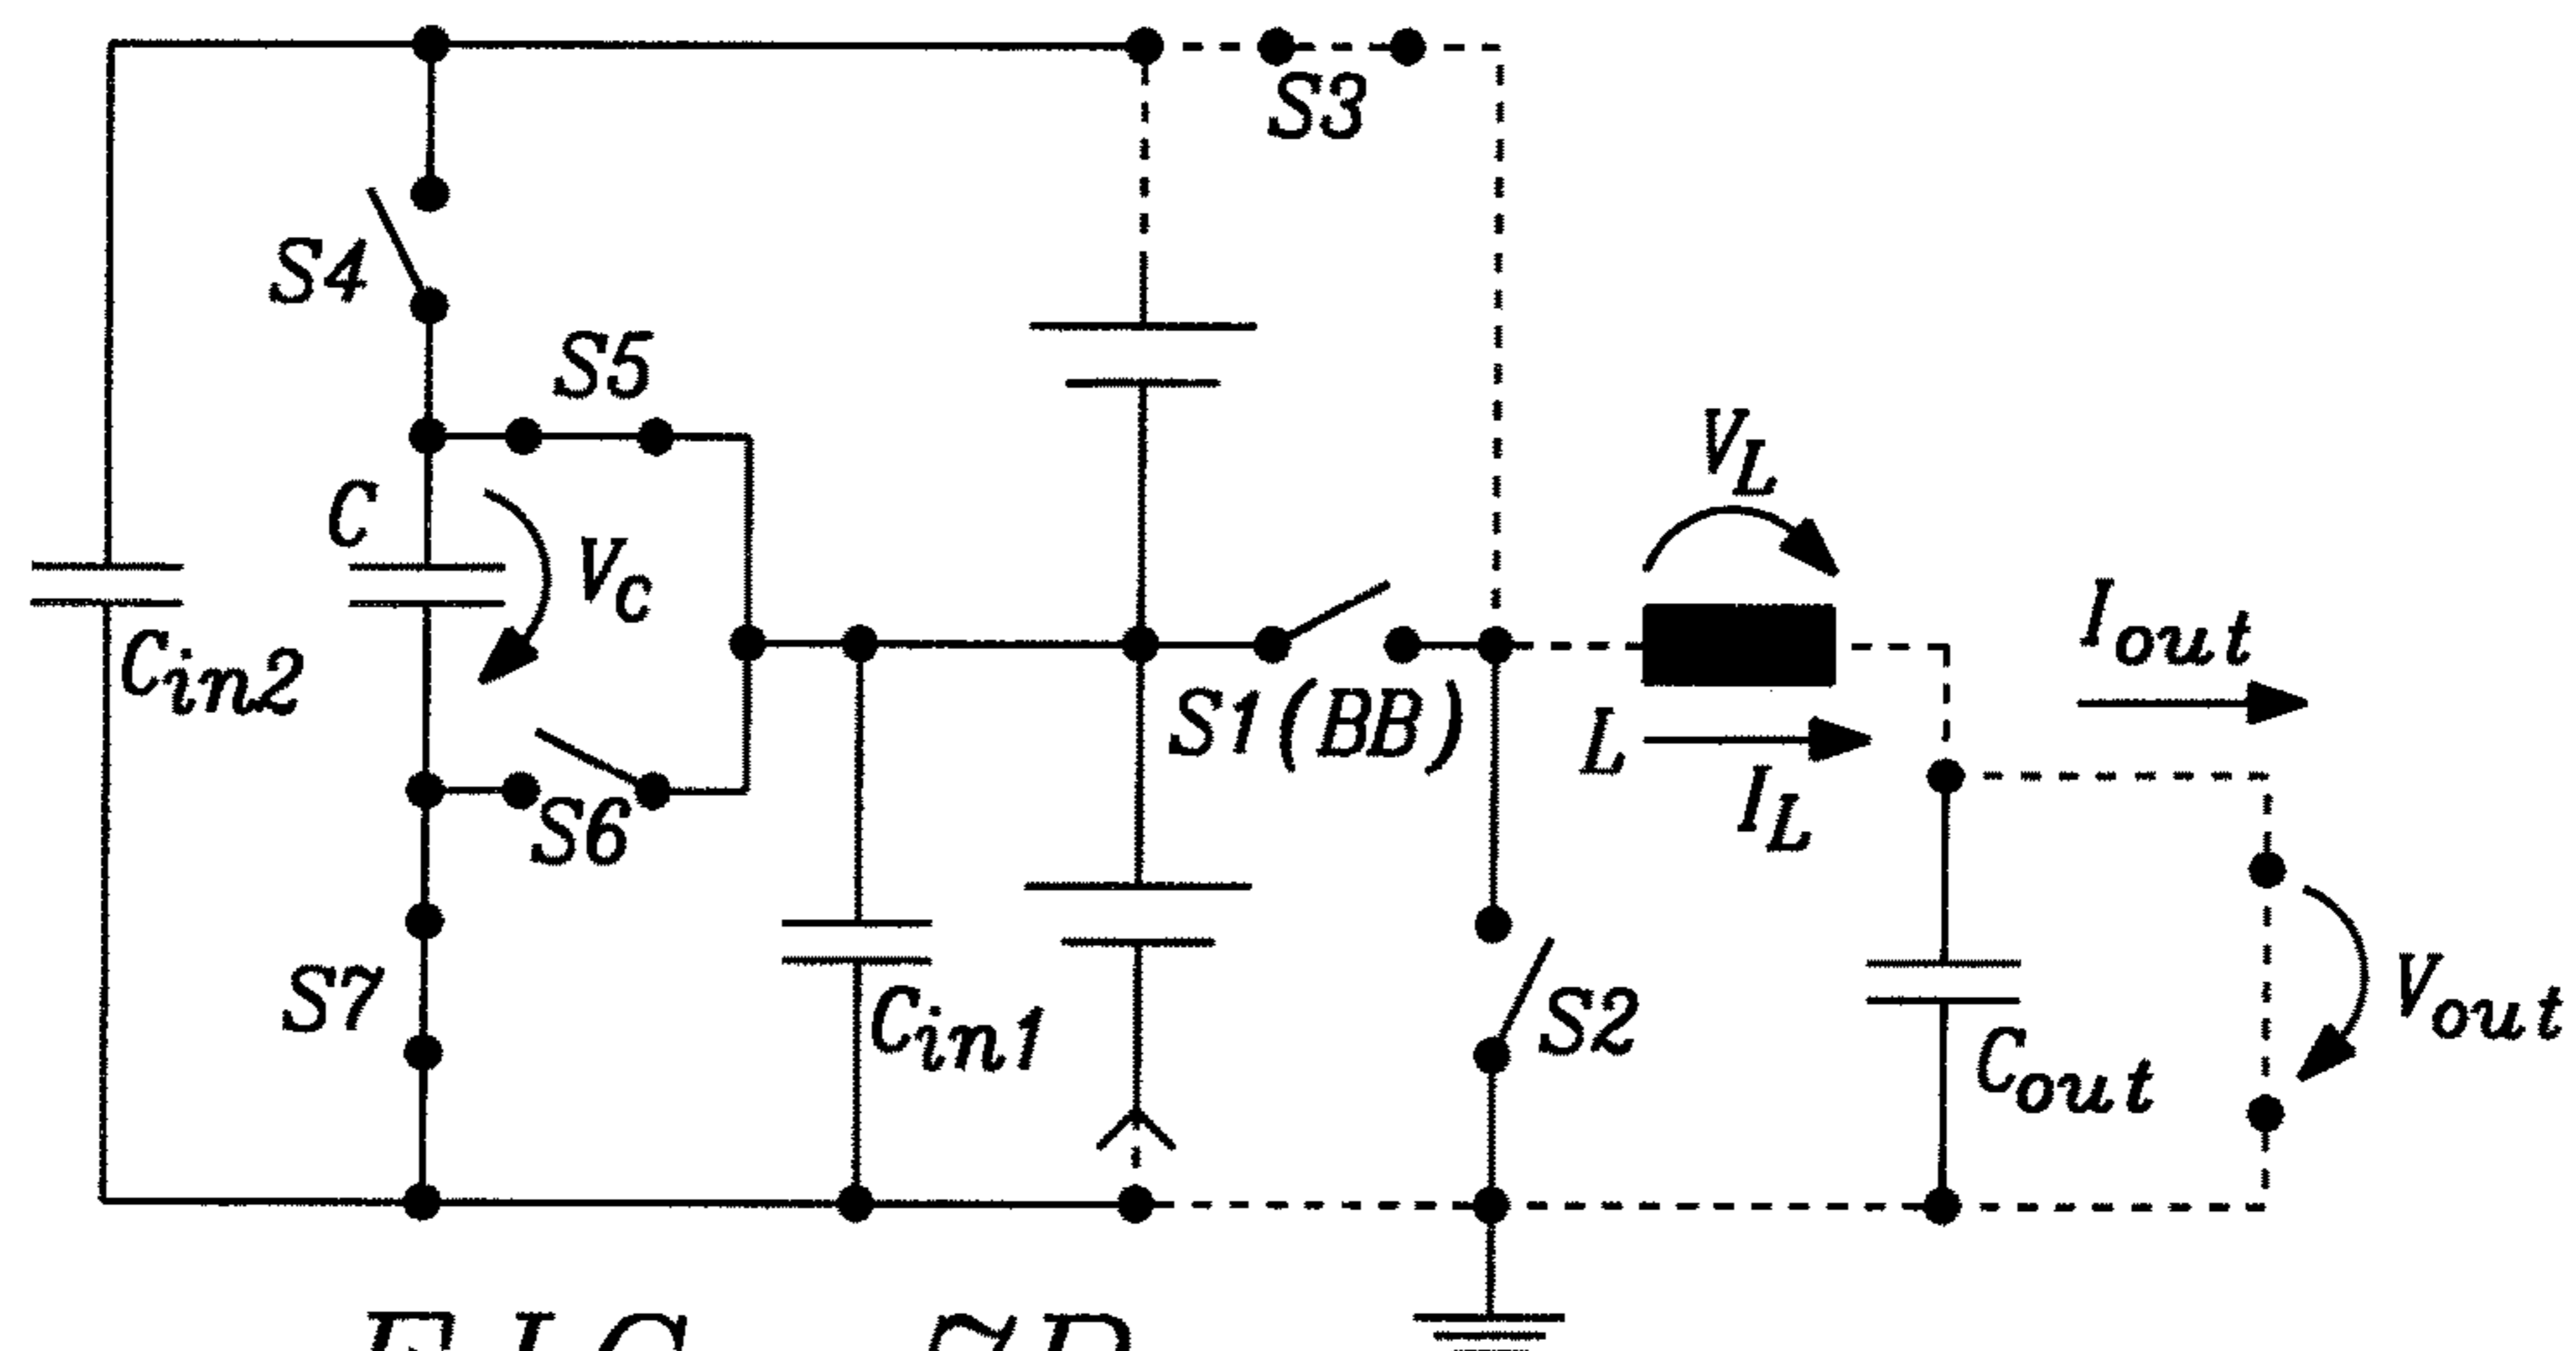 S3
S4
S5
V_L
C
V_C
I_out
C_in2
S1(BB)
L
I_L
S6
V_out
S7
C_in1
S2
C_out